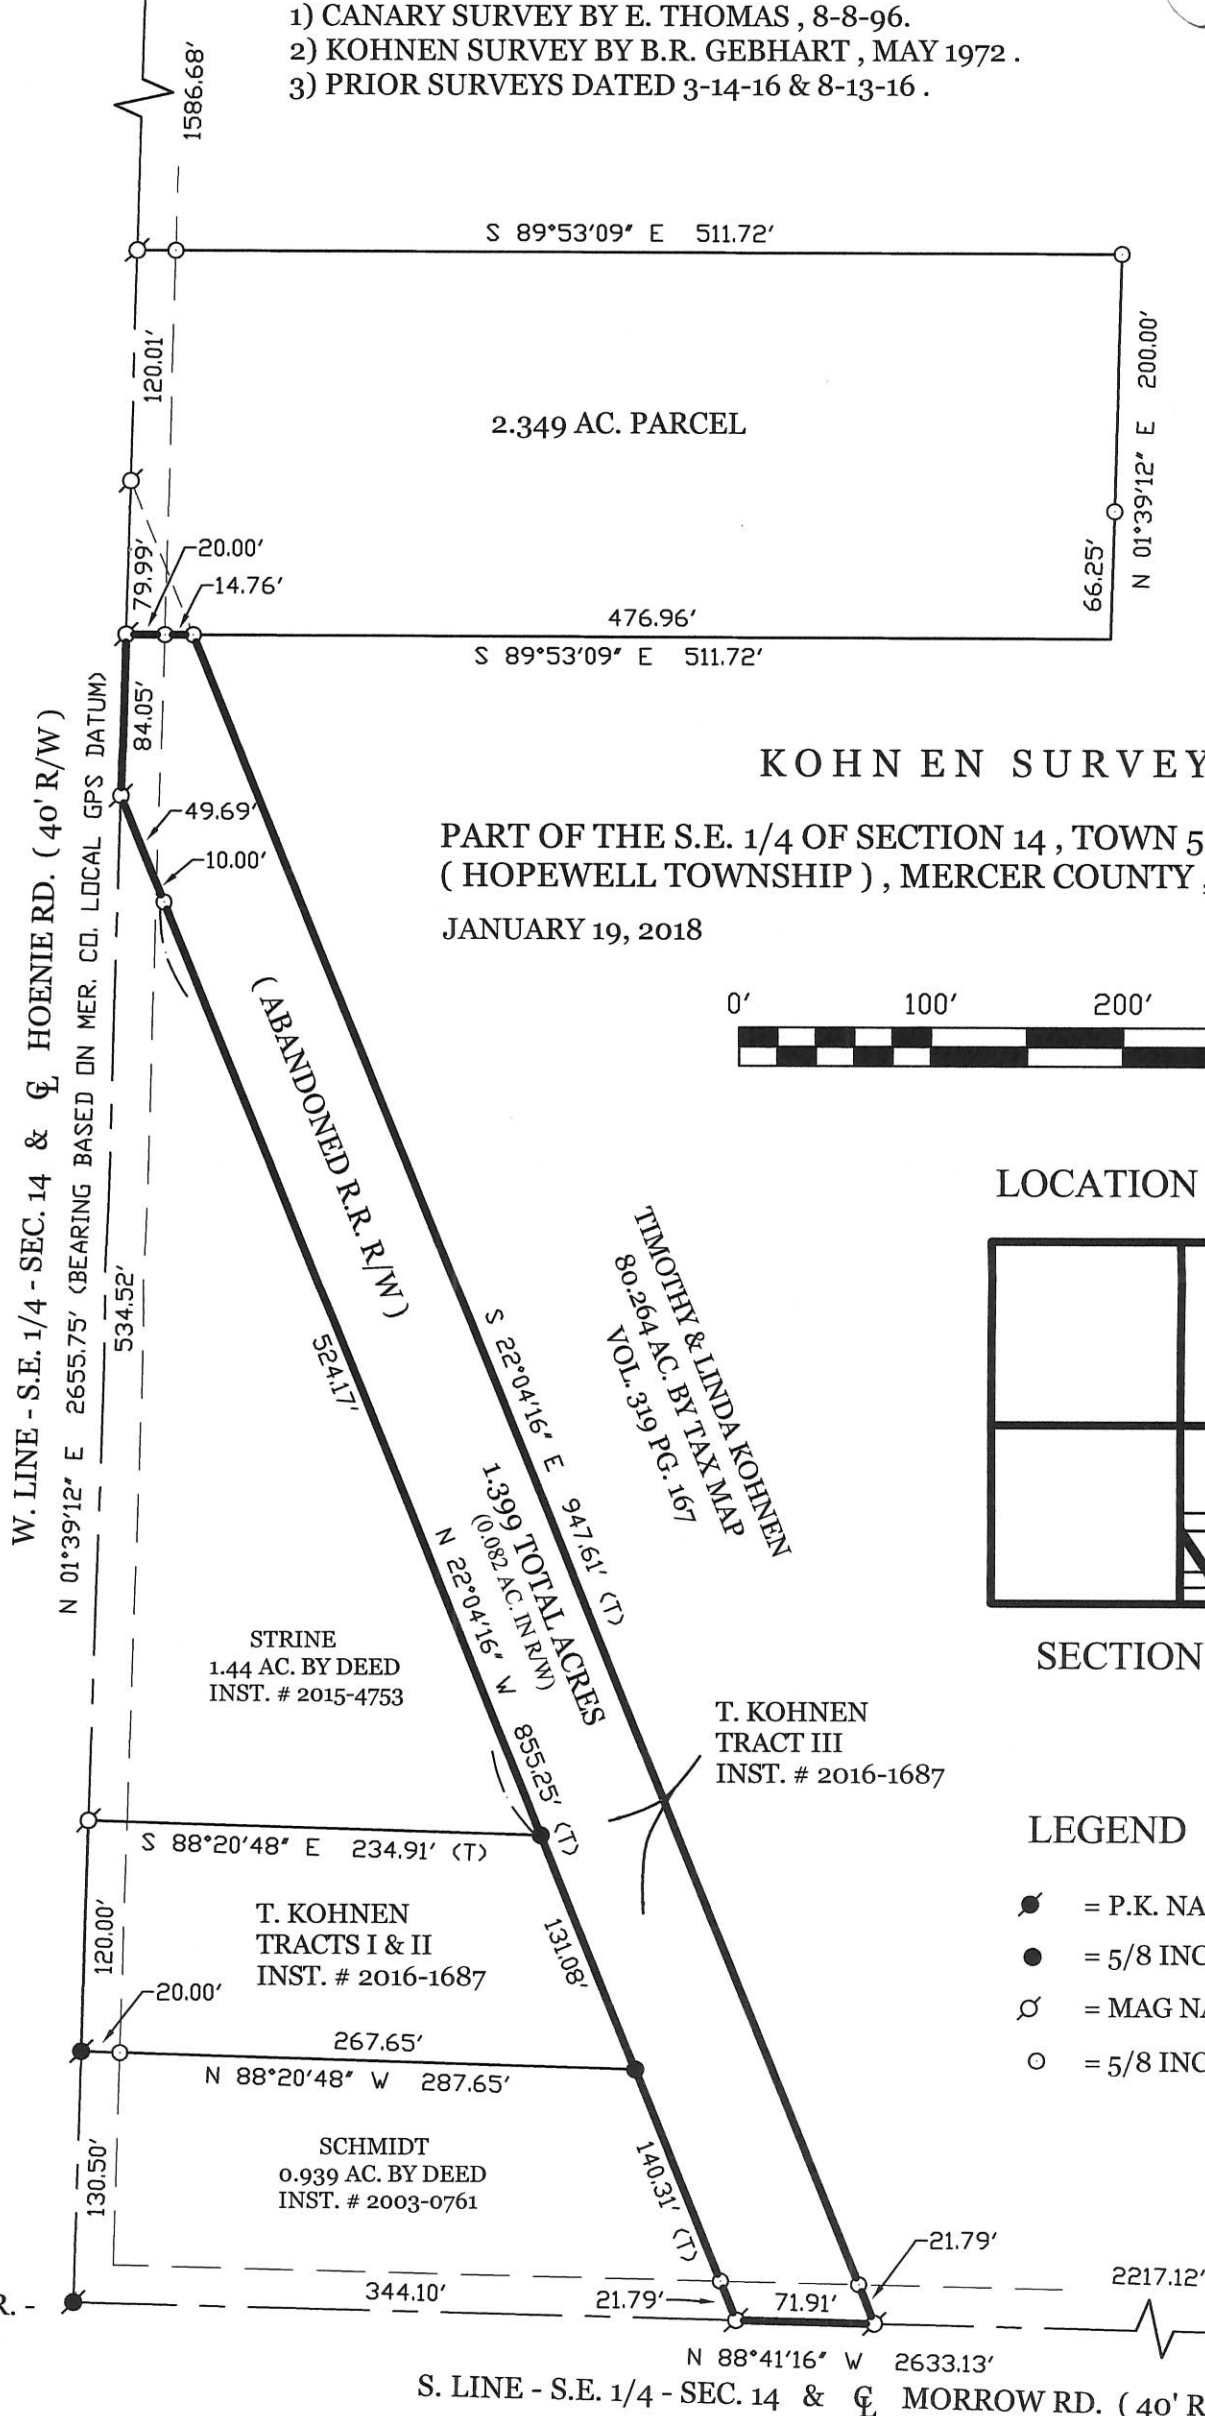 1) CANARY SURVEY BY E. THOMAS , 8-8-96.
2) KOHNEN SURVEY BY B.R. GEBHART , MAY 1972 .
3) PRIOR SURVEYS DATED 3-14-16 & 8-13-16 .
1586.68'
S 89°53'09" E 511.72'
120.01'
N 01°39'12" E 200.00'
2.349 AC. PARCEL
66.25'
79.99'
20.00'
14.76'
476.96'
S 89°53'09" E 511.72'
84.05'
49.69'
10.00'
KOHNEN SURVEY
PART OF THE S.E. 1/4 OF SECTION 14 , TOWN 5
( HOPEWELL TOWNSHIP ) , MERCER COUNTY ,
JANUARY 19, 2018
0' 100' 200'
W. LINE - S.E. 1/4 - SEC. 14 & ℄ HOENIE RD. ( 40' R/W )
N 01°39'12" E 2655.75' (BEARING BASED ON MER. CO. LOCAL GPS DATUM)
534.52'
( ABANDONED R.R. R/W )
524.17'
S 22°04'16" E 947.61' (T)
TIMOTHY & LINDA KOHNEN
80.264 AC. BY TAX MAP
VOL. 319 PG. 167
LOCATION
SECTION
1.399 TOTAL ACRES
(0.082 AC. IN R/W)
N 22°04'16" W 855.25' (T)
STRINE
1.44 AC. BY DEED
INST. # 2015-4753
T. KOHNEN
TRACT III
INST. # 2016-1687
S 88°20'48" E 234.91' (T)
T. KOHNEN
TRACTS I & II
INST. # 2016-1687
120.00'
131.08'
20.00'
267.65'
N 88°20'48" W 287.65'
LEGEND
= P.K. NA
= 5/8 INC
= MAG NA
= 5/8 INC
130.50'
SCHMIDT
0.939 AC. BY DEED
INST. # 2003-0761
140.31' (T)
21.79'
2217.12'
R. -
344.10'
21.79'
71.91'
N 88°41'16" W 2633.13'
S. LINE - S.E. 1/4 - SEC. 14 & ℄ MORROW RD. ( 40' R